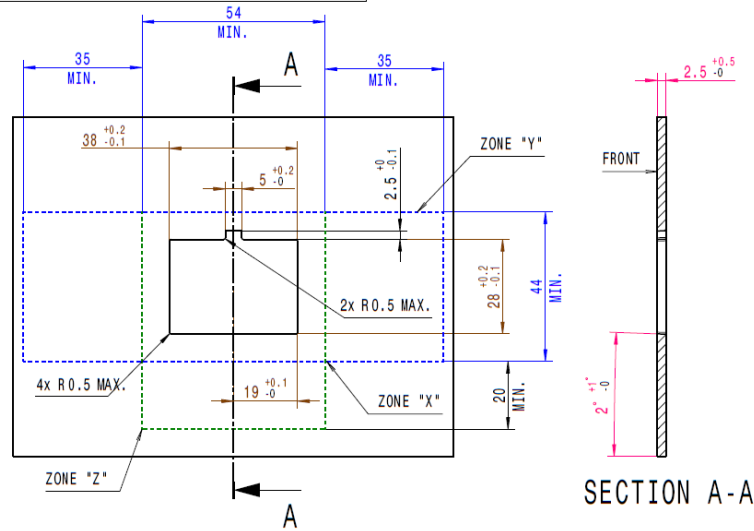 54
MIN.
35
MIN.
35
MIN.
A
2.5 +0.5 -0
38 +0.2 -0.1
ZONE "Y"
5 +0.2 -0
2.5 +0 -0.1
FRONT
28 +0.2 -0.1
44
MIN.
2x R0.5 MAX.
4x R0.5 MAX.
19 +0.1 -0
ZONE "X"
20
MIN.
2° +1° -0
ZONE "Z"
A
SECTION A-A